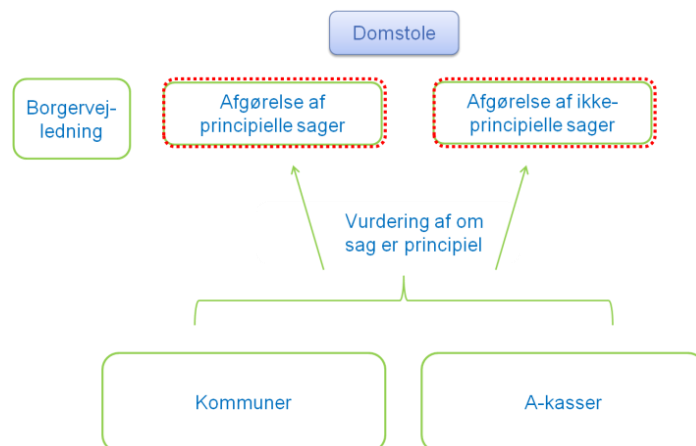 Domstole
Borgervej-
ledning
Afgørelse af
principielle sager
Afgørelse af ikke-
principielle sager
Vurdering af om
sag er principiel
Kommuner
A-kasser